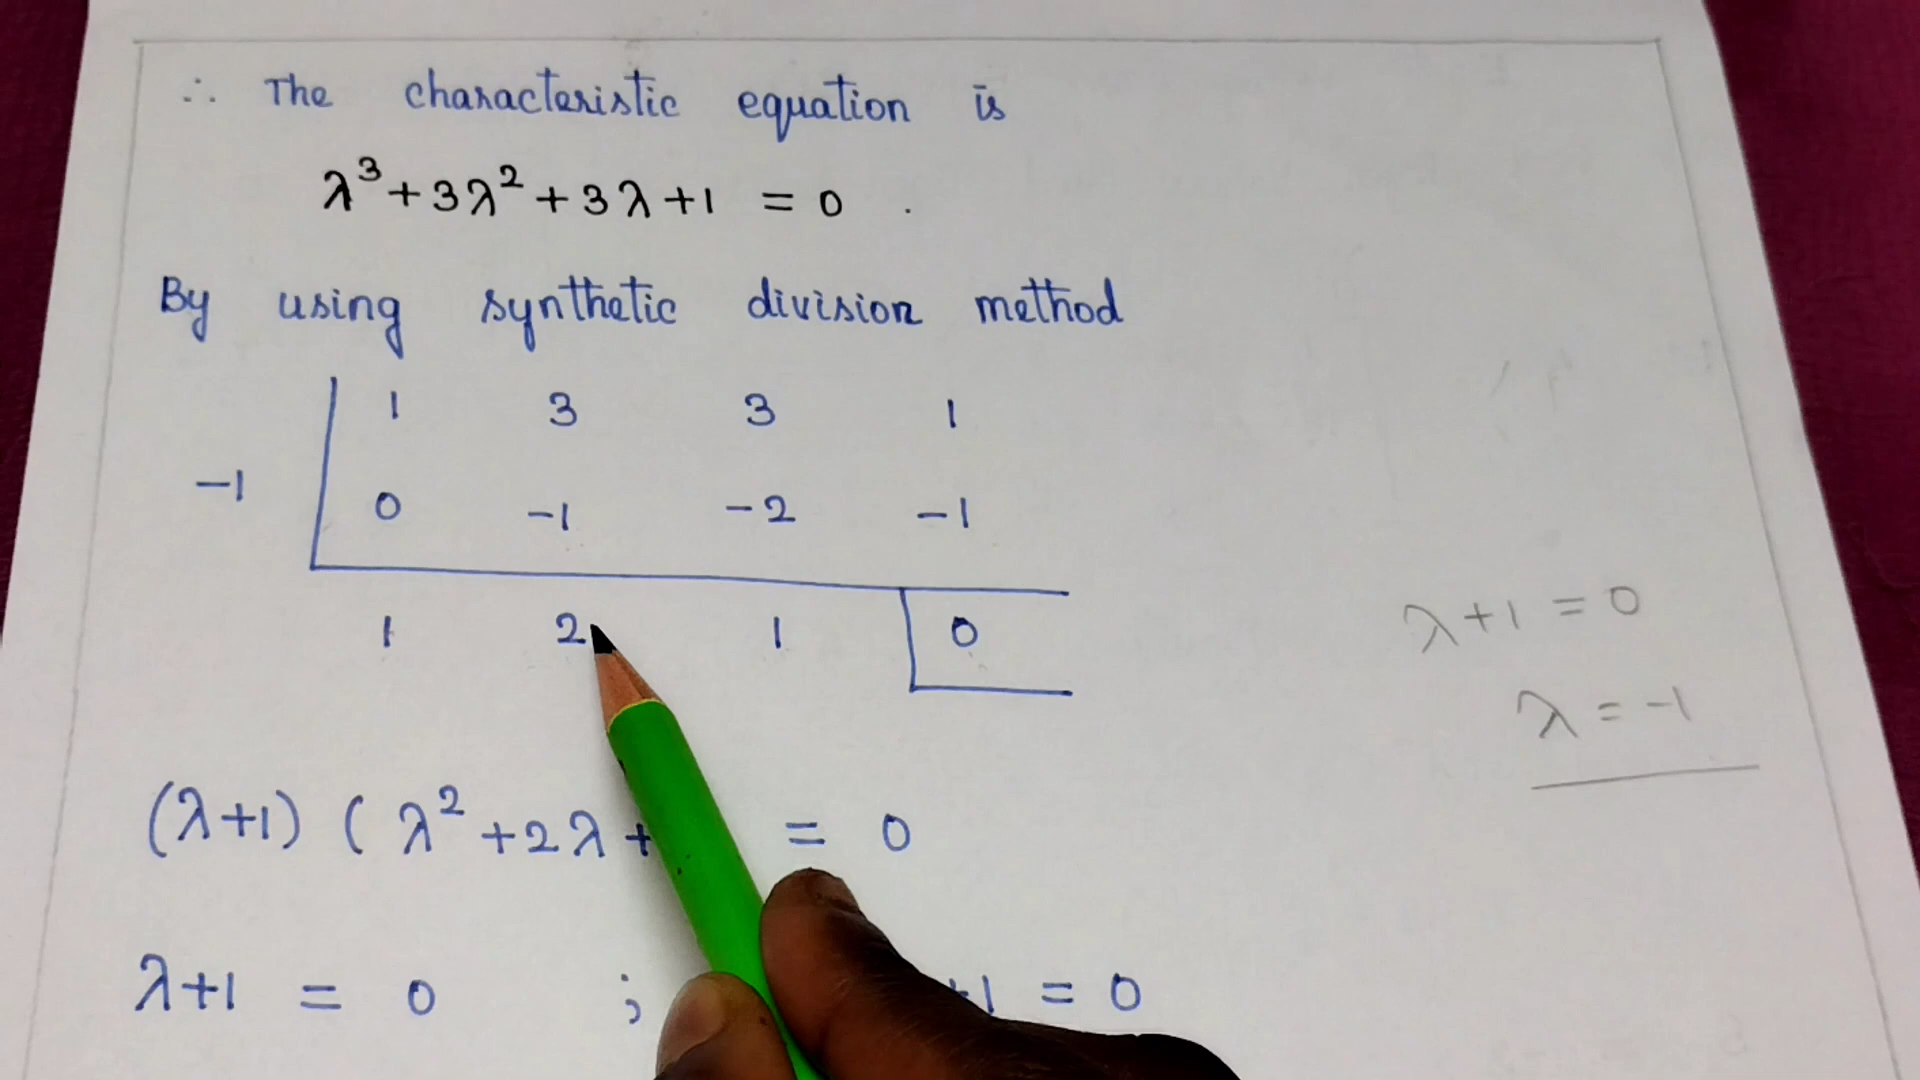 ∴ The characteristic equation is
λ³+3λ²+3λ+1 = 0
By using synthetic division method
1 3 3 1
-1
0 -1 -2 -1
1 2 1 0
λ+1 = 0
λ = -1
(λ+1) (λ²+2λ+ = 0
λ+1 = 0 ; +1 = 0